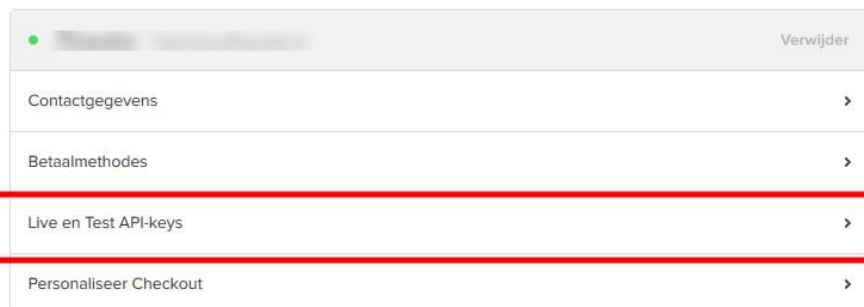 Verwijder
Contactgegevens
Betaalmethodes
Live en Test API-keys
Personaliseer Checkout